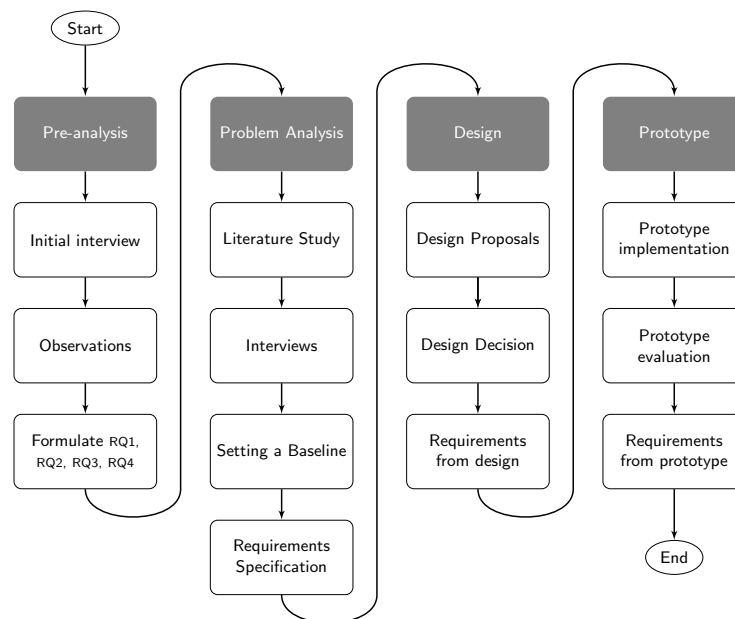 Start
Pre-analysis
Initial interview
Observations
Formulate RQ1,
RQ2, RQ3, RQ4
Problem Analysis
Literature Study
Interviews
Setting a Baseline
Requirements
Specification
Design
Design Proposals
Design Decision
Requirements
from design
Prototype
Prototype
implementation
Prototype
evaluation
Requirements
from prototype
End